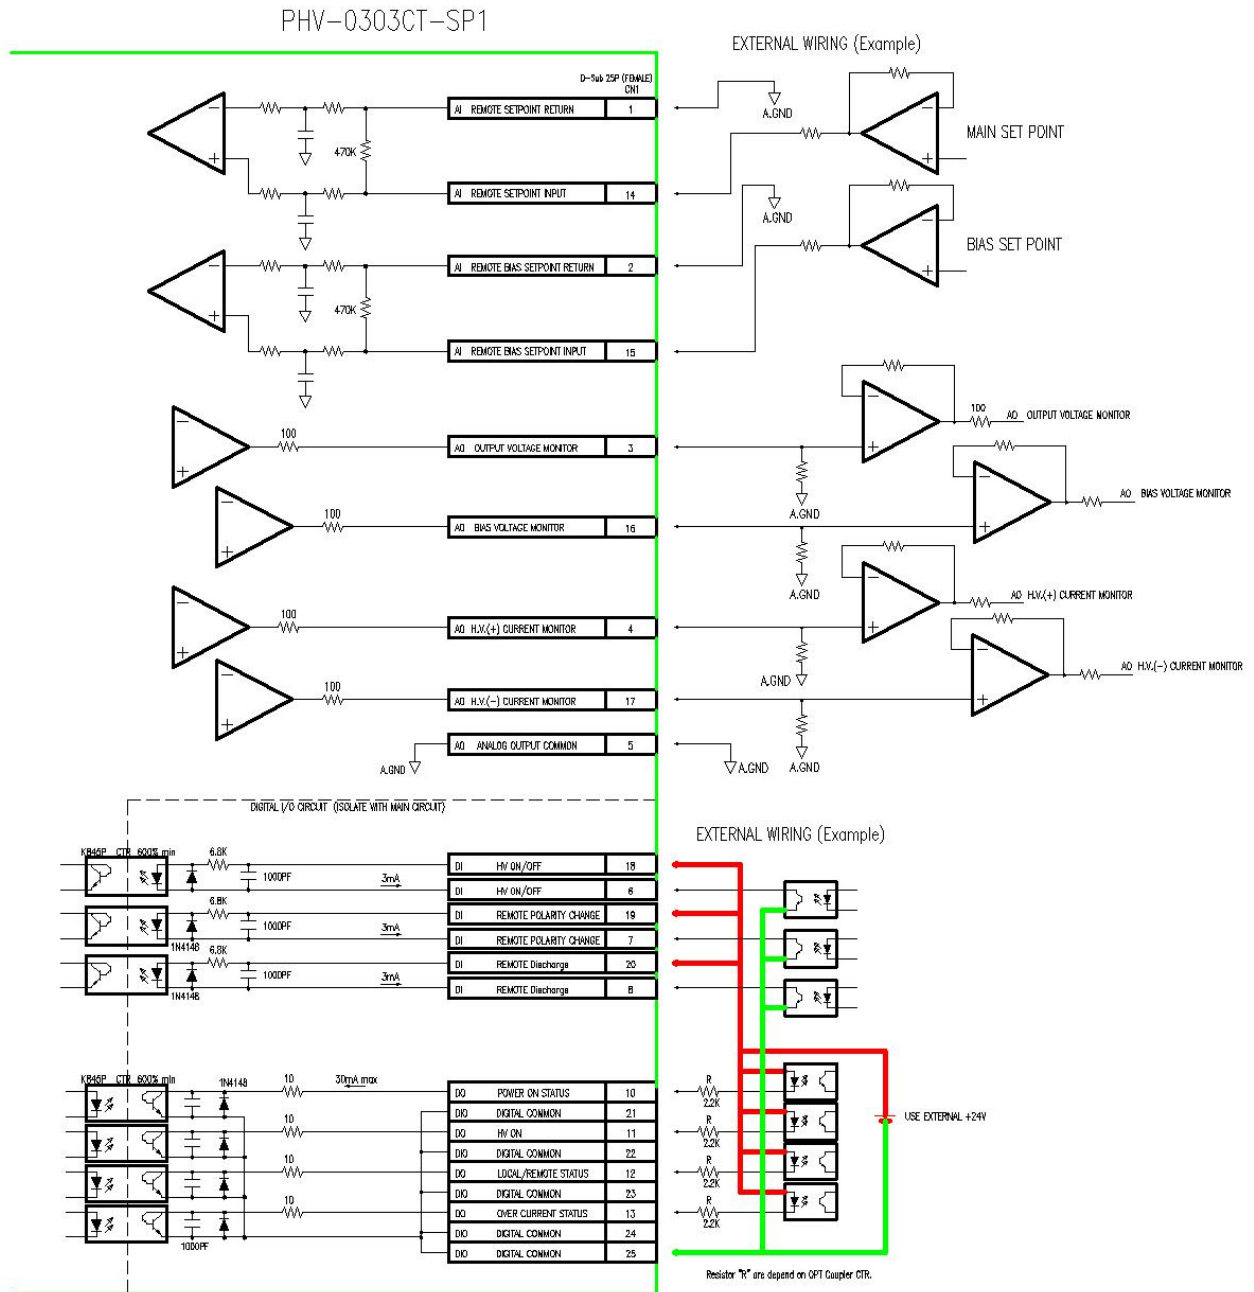 PHV-0303CT-SP1
EXTERNAL WIRING (Example)
D-Sub 25P (FEMALE)
CN1
AI REMOTE SETPOINT RETURN 1
A.GND
MAIN SET POINT
470K
AI REMOTE SETPOINT INPUT 14
A.GND
BIAS SET POINT
AI REMOTE BIAS SETPOINT RETURN 2
470K
AI REMOTE BIAS SETPOINT INPUT 15
100 AO OUTPUT VOLTAGE MONITOR
100
AO OUTPUT VOLTAGE MONITOR 3
AO BIAS VOLTAGE MONITOR
A.GND
100
AO BIAS VOLTAGE MONITOR 16
A.GND
AO H.V.(+) CURRENT MONITOR
100
AO H.V.(+) CURRENT MONITOR 4
AO H.V.(-) CURRENT MONITOR
A.GND
100
AO H.V.(-) CURRENT MONITOR 17
AO ANALOG OUTPUT COMMON 5
A.GND
A.GND
A.GND
DIGITAL I/O CIRCUIT (ISOLATE WITH MAIN CIRCUIT)
EXTERNAL WIRING (Example)
CTR 600% min
6.8K
1000PF
DI HV ON/OFF 18
3mA
DI HV ON/OFF 6
6.8K
1000PF
DI REMOTE POLARITY CHANGE 19
3mA
1N4148
DI REMOTE POLARITY CHANGE 7
6.8K
1000PF
DI REMOTE Discharge 20
3mA
1N4148
DI REMOTE Discharge 8
CTR 600% min
1N4148
10
30mA max
DO POWER ON STATUS 10
R
2.2K
DIO DIGITAL COMMON 21
USE EXTERNAL +24V
10
DO HV ON 11
R
2.2K
DIO DIGITAL COMMON 22
10
DO LOCAL/REMOTE STATUS 12
R
2.2K
DIO DIGITAL COMMON 23
10
DO OVER CURRENT STATUS 13
R
2.2K
DIO DIGITAL COMMON 24
1000PF
DIO DIGITAL COMMON 25
Resistor "R" are depend on OPT Coupler CTR.